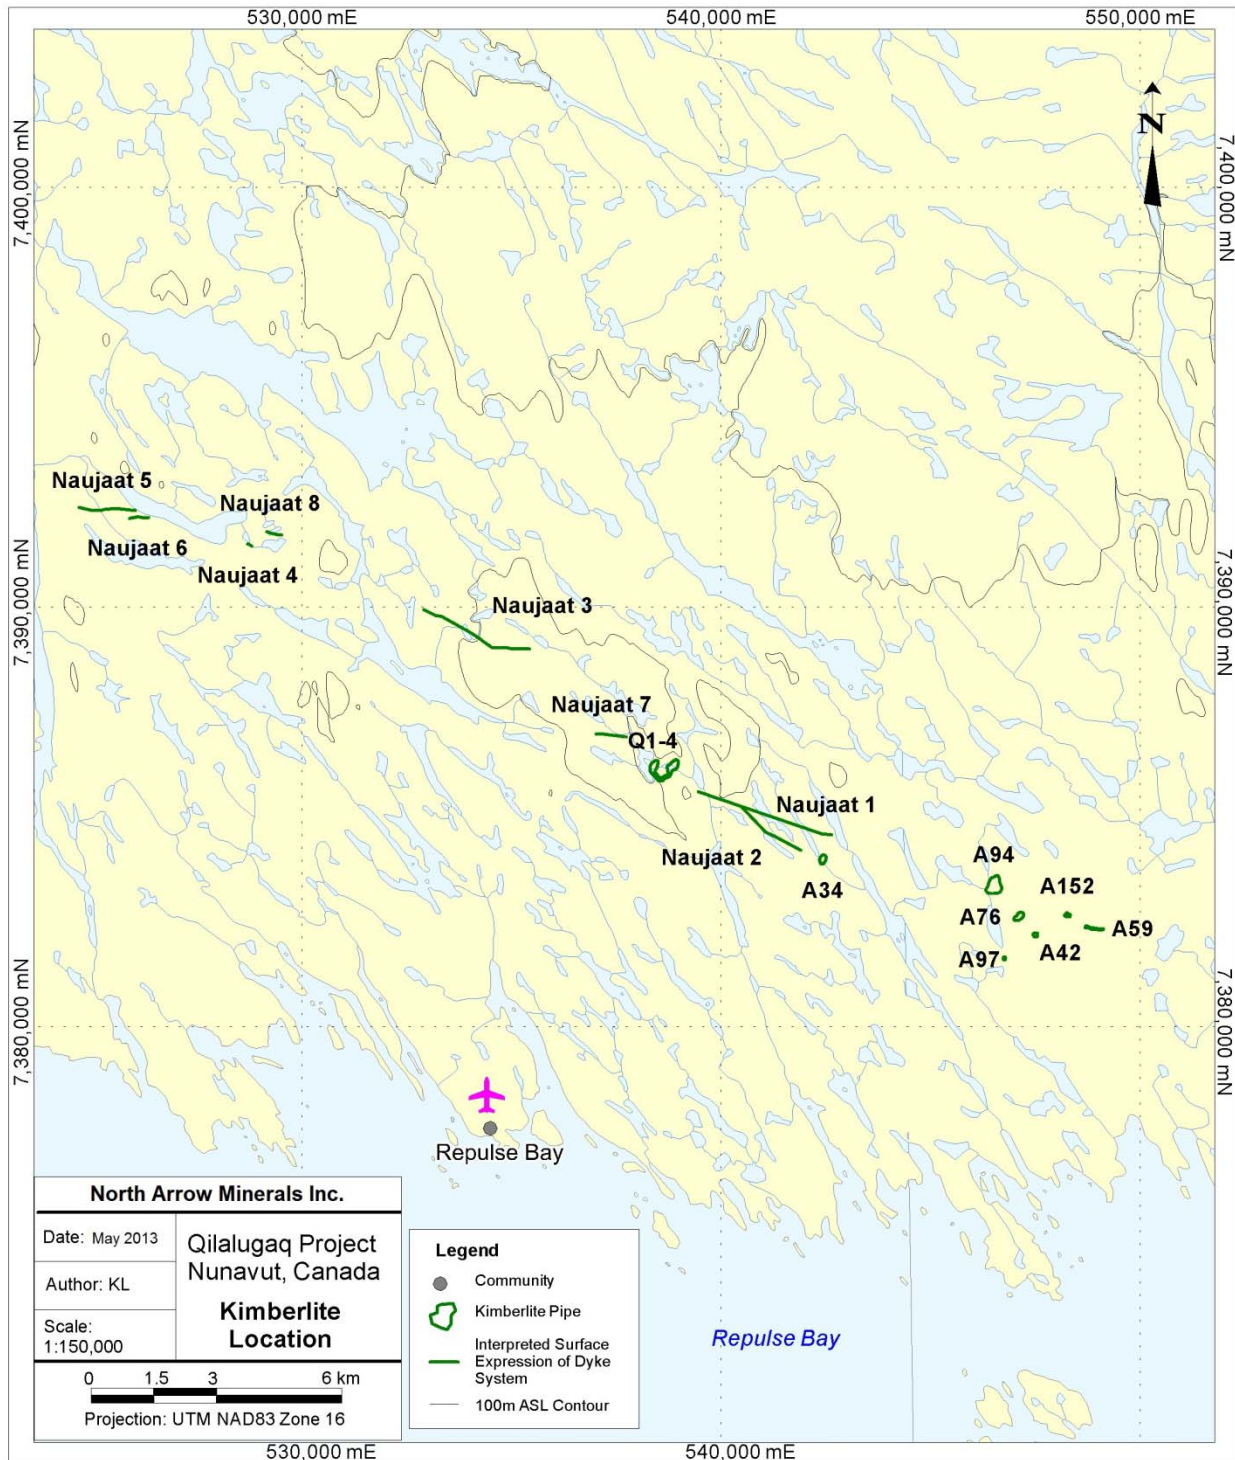 530,000 mE
540,000 mE
550,000 mE
N
7,400,000 mN
7,400,000 mN
Naujaat 5
Naujaat 8
Naujaat 6
Naujaat 4
7,390,000 mN
7,390,000 mN
Naujaat 3
Naujaat 7
Q1-4
Naujaat 1
Naujaat 2
A34
A94
A152
A76
A59
A42
A97
7,380,000 mN
7,380,000 mN
Repulse Bay
North Arrow Minerals Inc.
Date: May 2013
Author: KL
Scale:
1:150,000
Qilalugaq Project
Nunavut, Canada
Kimberlite
Location
0 1.5 3 6 km
Projection: UTM NAD83 Zone 16
Legend
Community
Kimberlite Pipe
Interpreted Surface
Expression of Dyke
System
100m ASL Contour
Repulse Bay
530,000 mE
540,000 mE